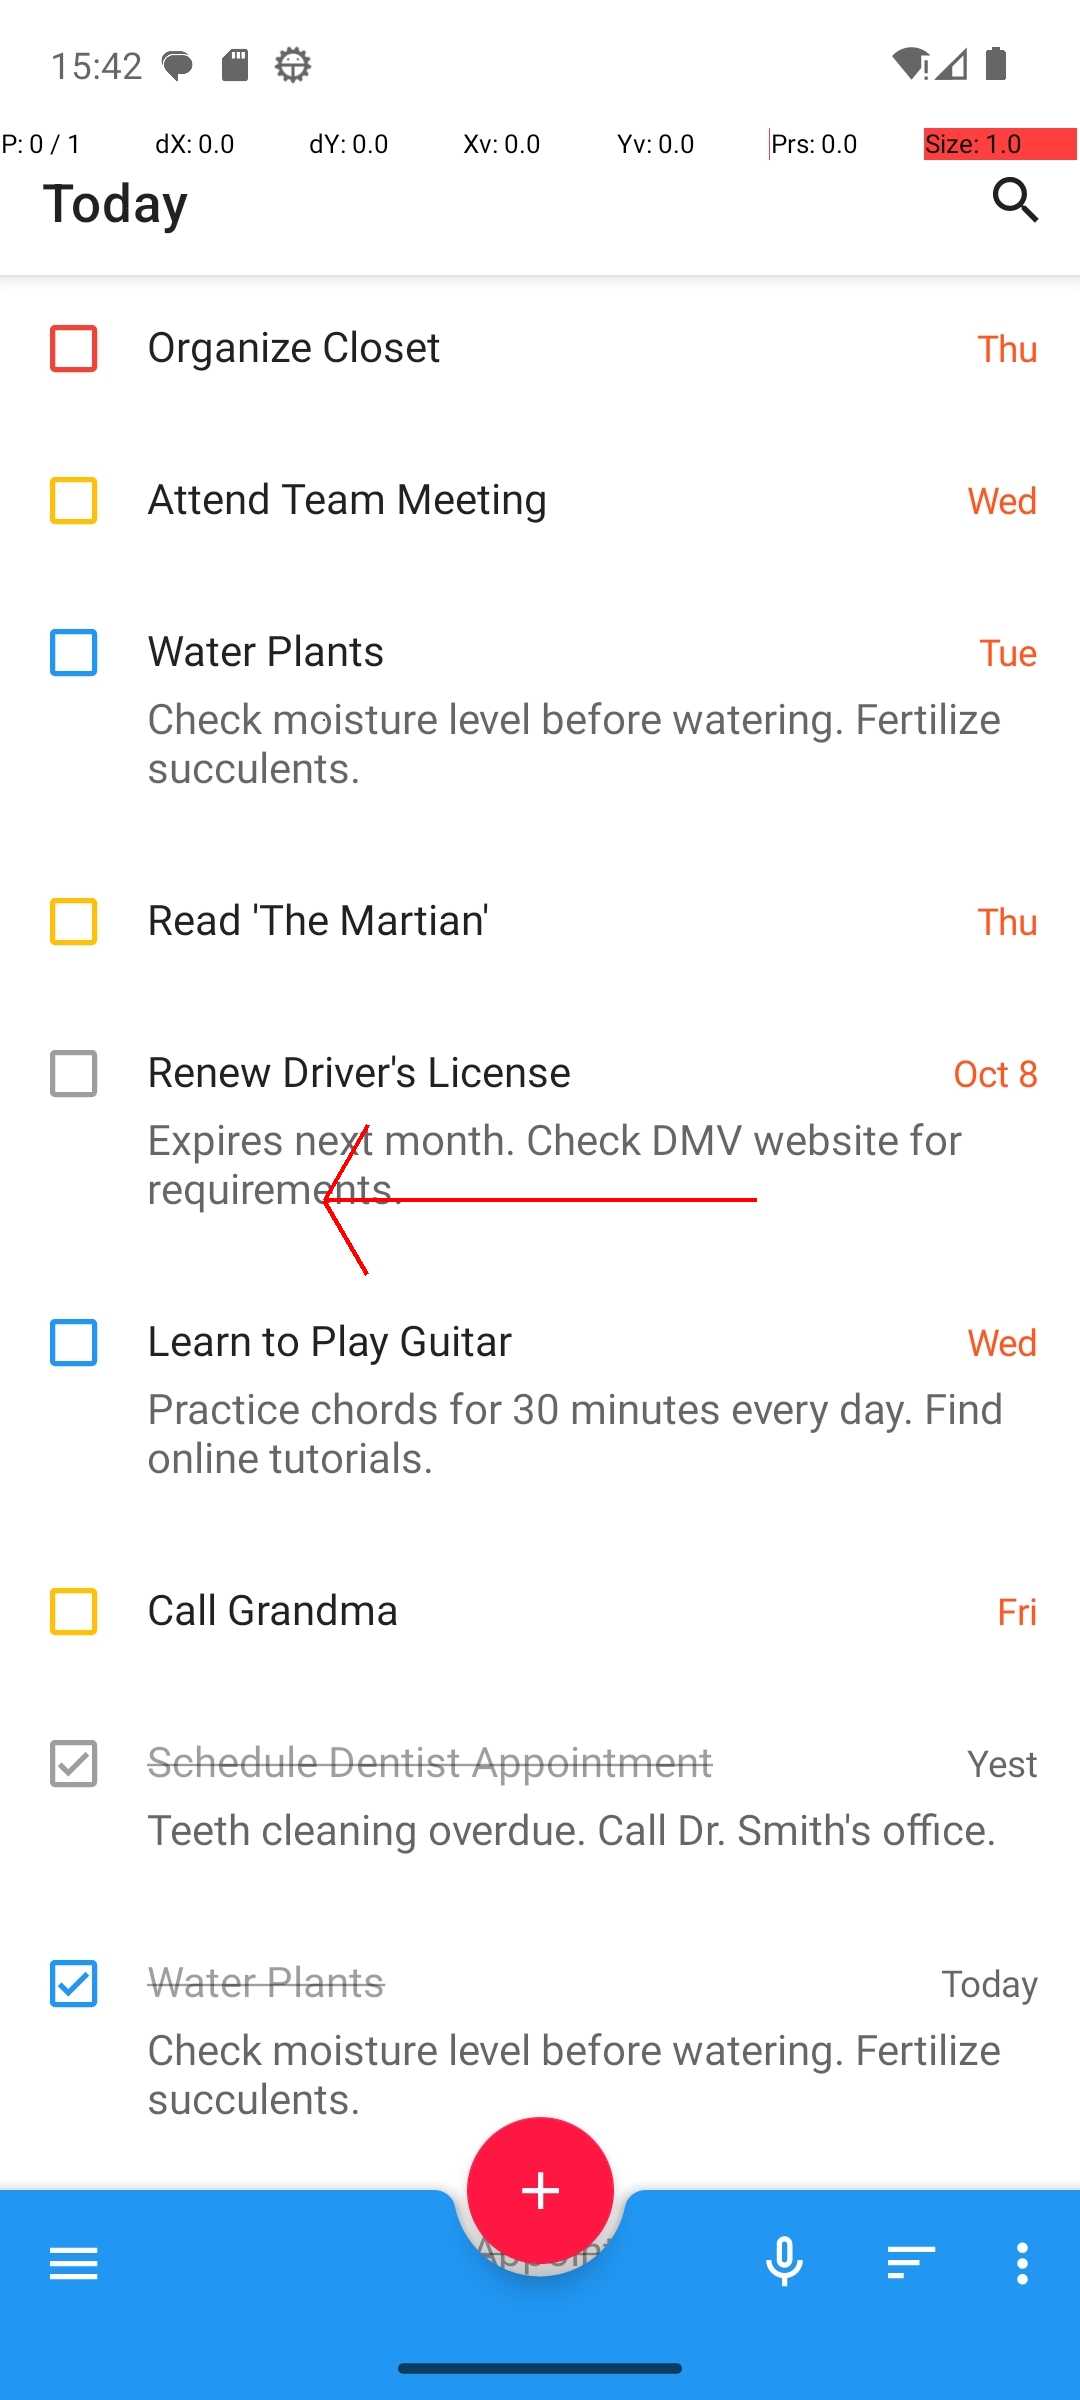 15:42
P: 0 / 1 dX: 0.0 dY: 0.0 Xv: 0.0 Yv: 0.0 Prs: 0.0 Size: 1.0
Today
Organize Closet Thu
Attend Team Meeting Wed
Water Plants Tue
Check moisture level before watering. Fertilize
succulents.
Read 'The Martian' Thu
Renew Driver's License Oct 8
Expires next month. Check DMV website for
requirements.
Learn to Play Guitar Wed
Practice chords for 30 minutes every day. Find
online tutorials.
Call Grandma Fri
Schedule Dentist Appointment Yest
Teeth cleaning overdue. Call Dr. Smith's office.
Water Plants Today
Check moisture level before watering. Fertilize
succulents.